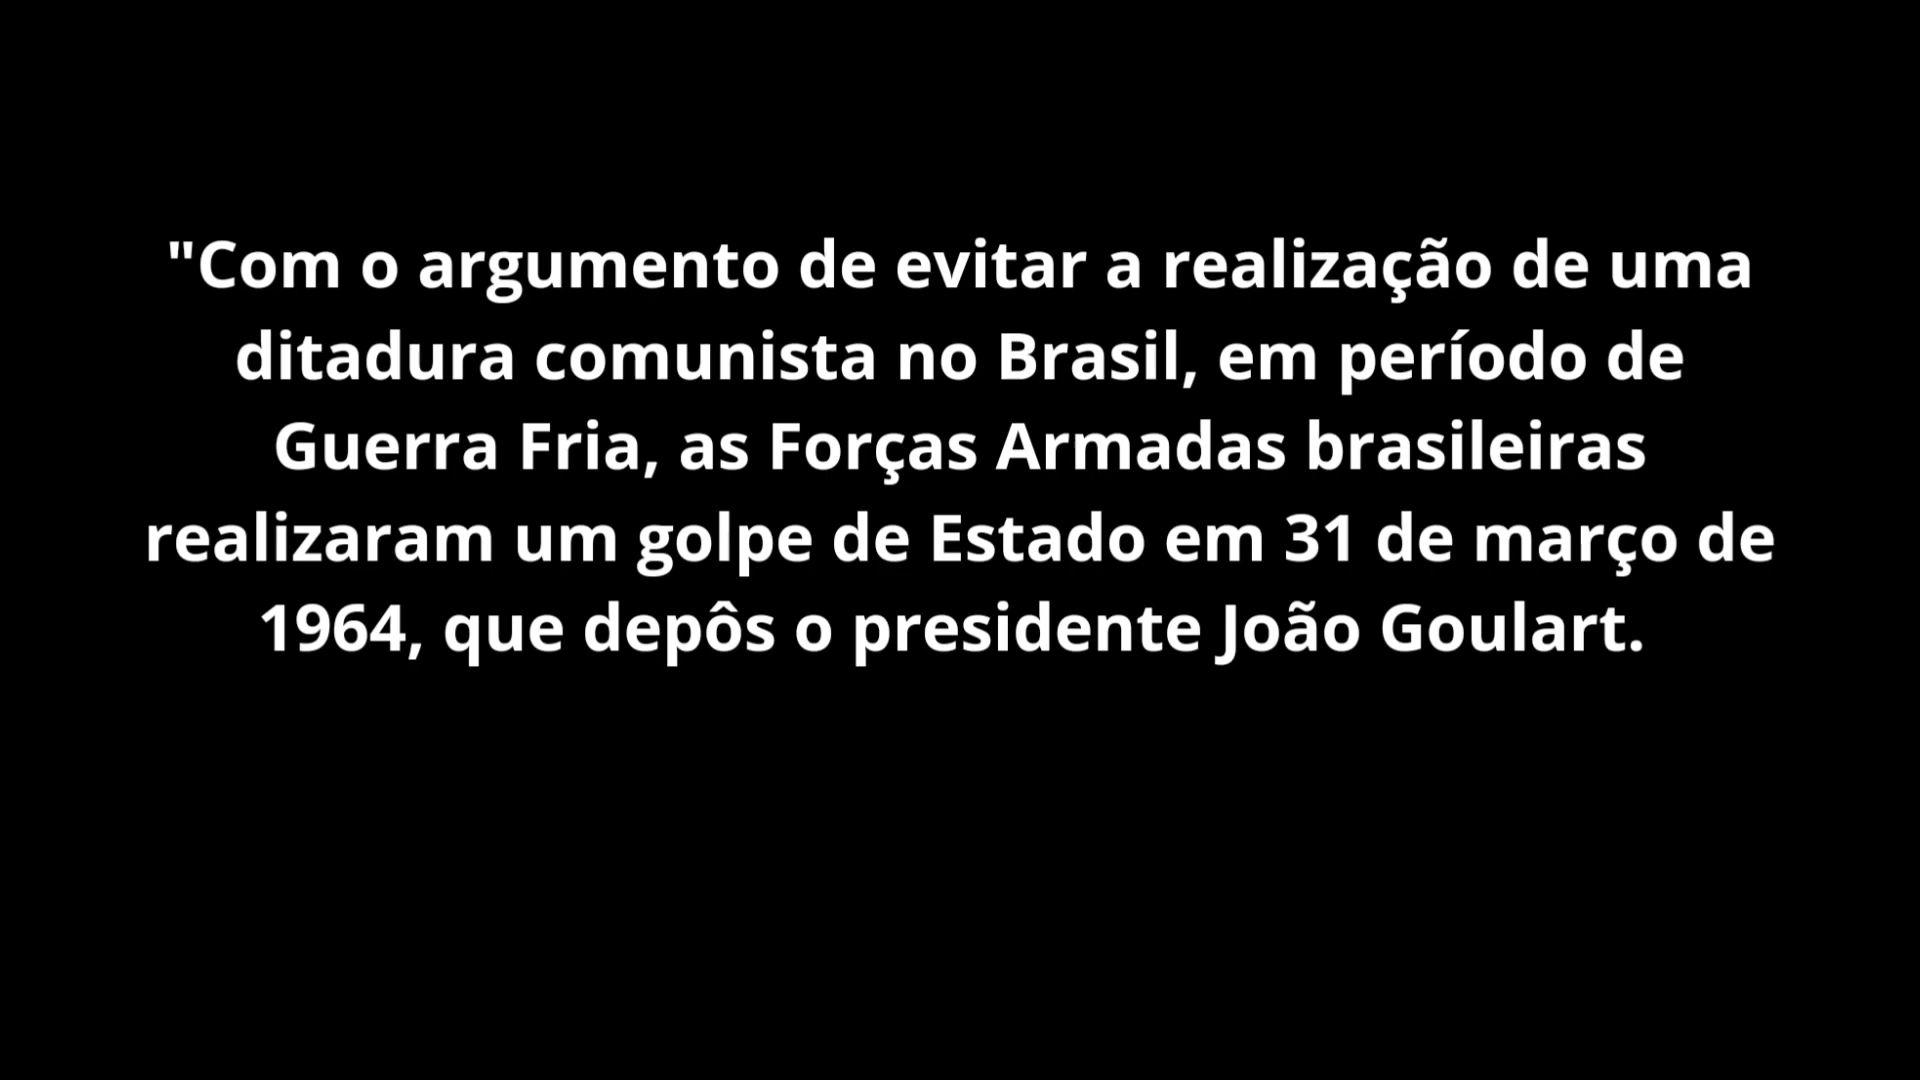 "Com o argumento de evitar a realização de uma
ditadura comunista no Brasil, em período de
Guerra Fria, as Forças Armadas brasileiras
realizaram um golpe de Estado em 31 de março de
1964, que depôs o presidente João Goulart.